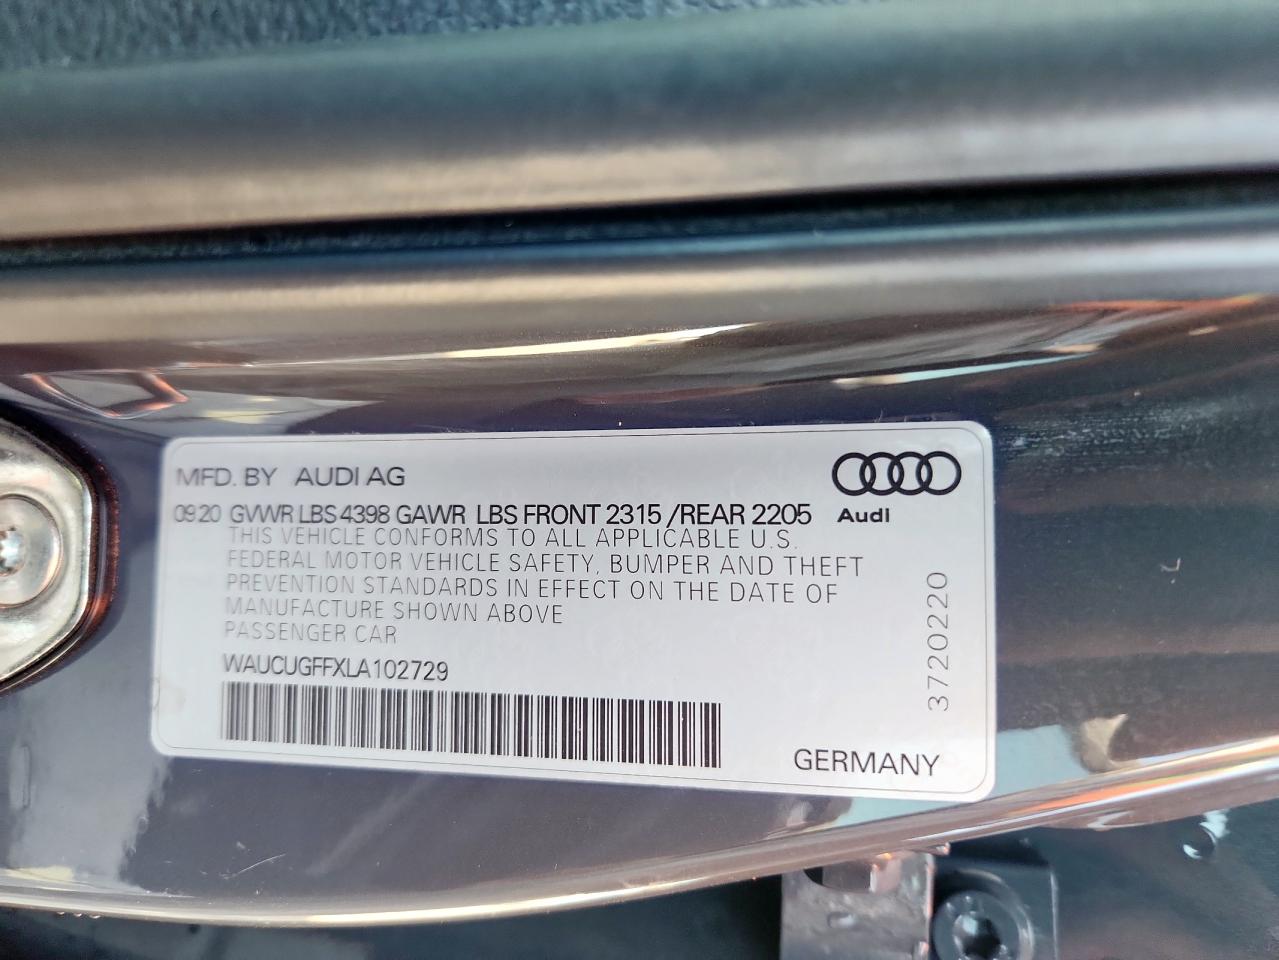 MFD. BY AUDI AG
09.20 GVWR LBS 4398 GAWR LBS FRONT 2315 /REAR 2205
Audi
THIS VEHICLE CONFORMS TO ALL APPLICABLE U.S.
FEDERAL MOTOR VEHICLE SAFETY, BUMPER AND THEFT
PREVENTION STANDARDS IN EFFECT ON THE DATE OF
MANUFACTURE SHOWN ABOVE
PASSENGER CAR
WAUCUGFFXLA102729
3720220
GERMANY